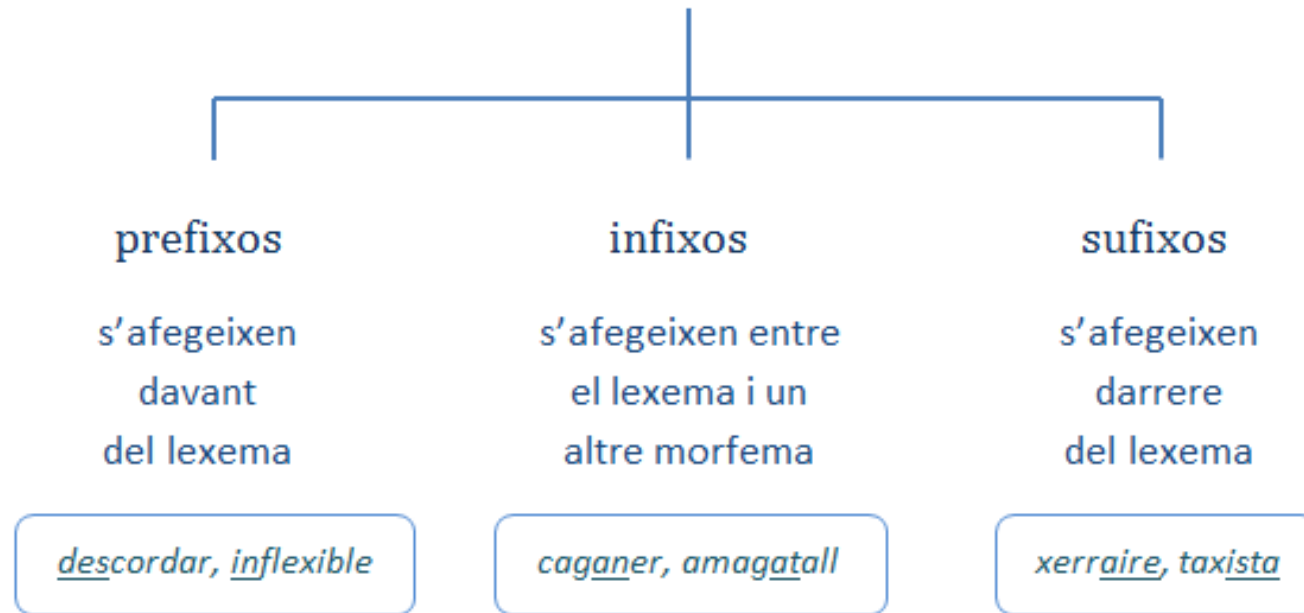 prefixos
s'afegeixen
davant
del lexema
descordar, inflexible
infixos
s'afegeixen entre
el lexema i un
altre morfema
caganer, amagatall
sufixos
s'afegeixen
darrere
del lexema
xerraire, taxista